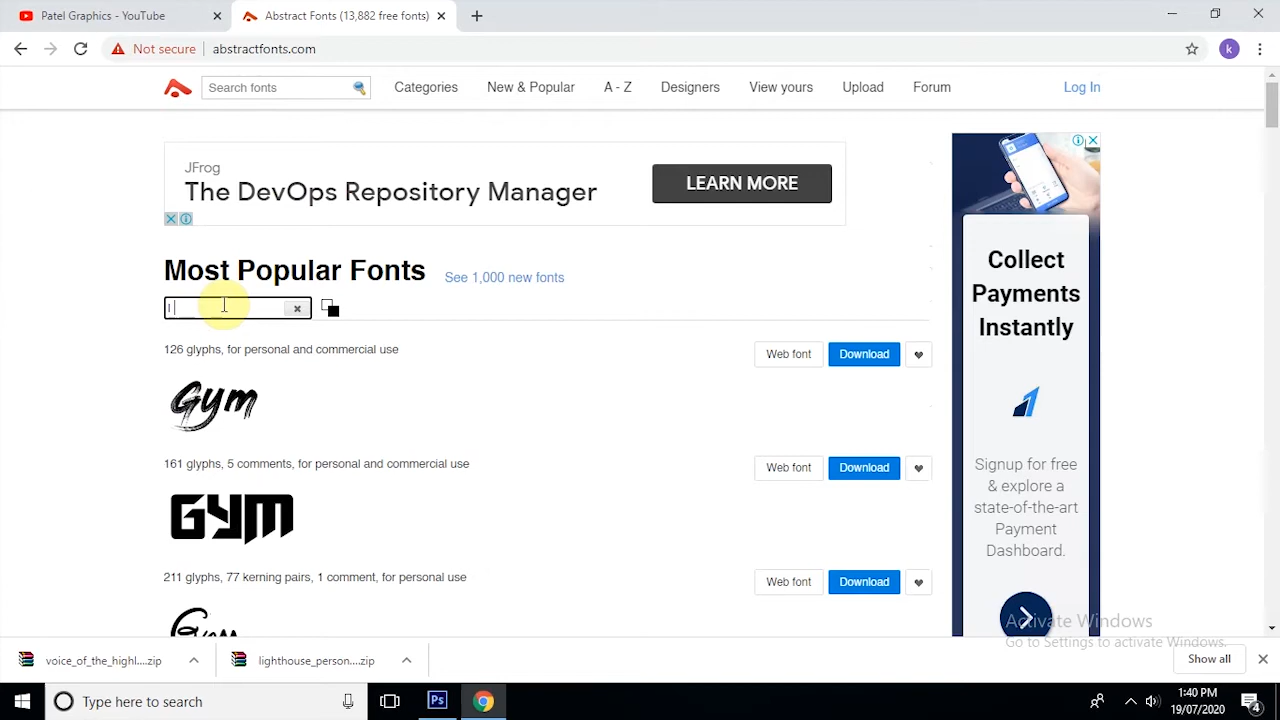 Patel Graphics - YouTube
Abstract Fonts (13,882 free fonts)
Not secure
abstractfonts.com
k
Search fonts
Categories
New & Popular
A - Z
Designers
View yours
Upload
Forum
Log In
JFrog
The DevOps Repository Manager
LEARN MORE
Most Popular Fonts
See 1,000 new fonts
I
126 glyphs, for personal and commercial use
Web font
Download
Gym
161 glyphs, 5 comments, for personal and commercial use
Web font
Download
GYM
211 glyphs, 77 kerning pairs, 1 comment, for personal use
Web font
Download
Gym
Collect
Payments
Instantly
Signup for free
& explore a
state-of-the-art
Payment
Dashboard.
Activate Windows
Go to Settings to activate Windows.
voice_of_the_highl....zip
lighthouse_person....zip
Show all
Type here to search
Ps
1:40 PM
19/07/2020
4